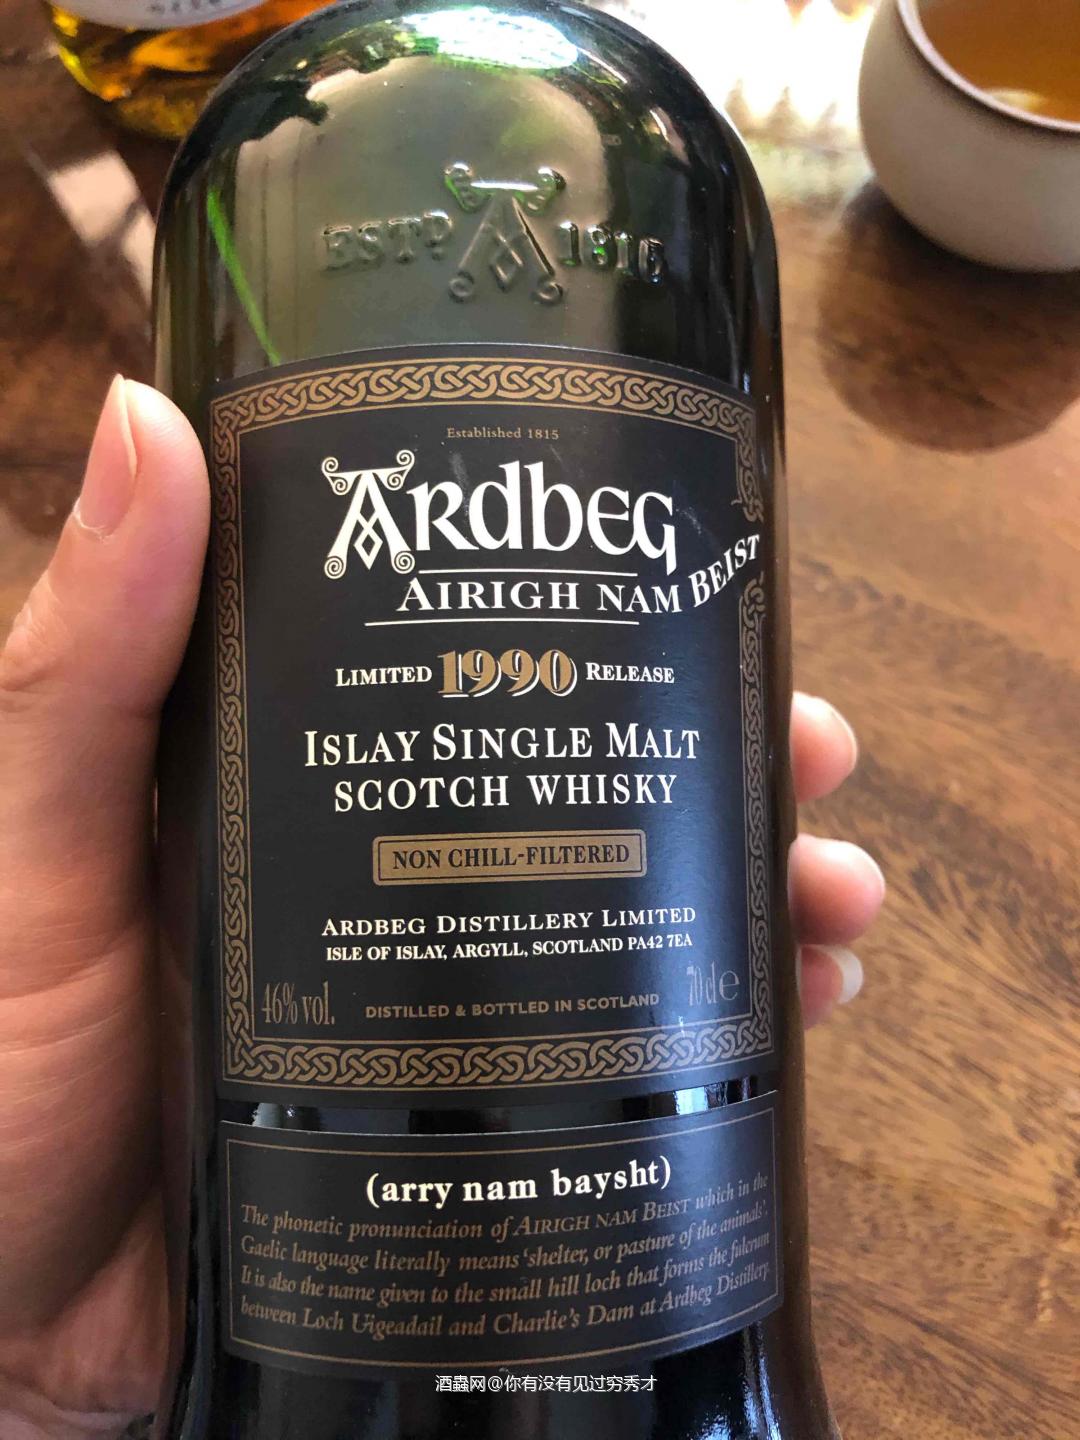 ESTD 1815
Established 1815
ARdbEG
AIRIGH NAM BEIST
LIMITED 1990 RELEASE
ISLAY SINGLE MALT
SCOTCH WHISKY
NON CHILL-FILTERED
ARDBEG DISTILLERY LIMITED
ISLE OF ISLAY, ARGYLL, SCOTLAND PA42 7EA
46% vol. DISTILLED & BOTTLED IN SCOTLAND 70cl e
(arry nam baysht)
The phonetic pronunciation of AIRIGH NAM BEIST which in the
Gaelic language literally means 'shelter, or pasture of the animals'.
It is also the name given to the small hill loch that forms the fulcrum
between Loch Uigeadail and Charlie's Dam at Ardbeg Distillery.
酒蟲网@你有没有见过穷秀才